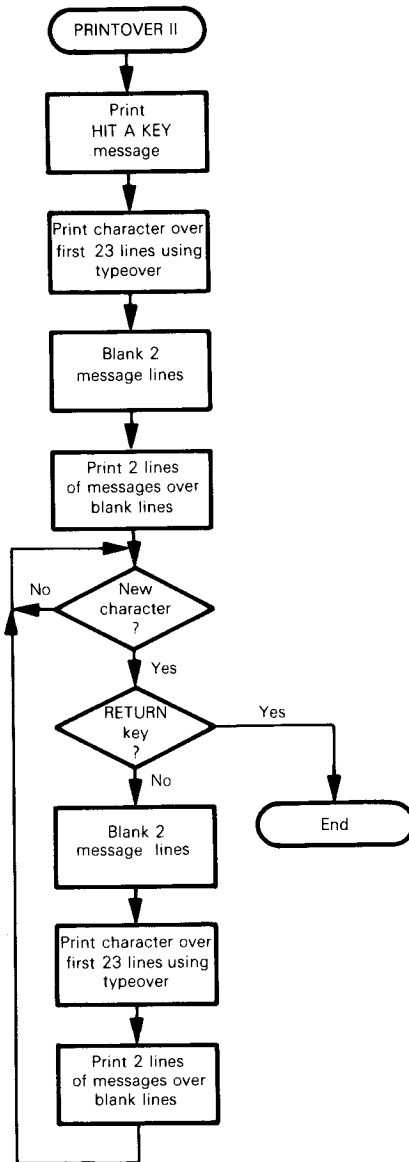 PRINTOVER II
Print
HIT A KEY
message
Print character over
first 23 lines using
typeover
Blank 2
message lines
Print 2 lines
of messages over
blank lines
No
New
character
?
Yes
RETURN
key
?
Yes
No
End
Blank 2
message lines
Print character over
first 23 lines using
typeover
Print 2 lines
of messages over
blank lines